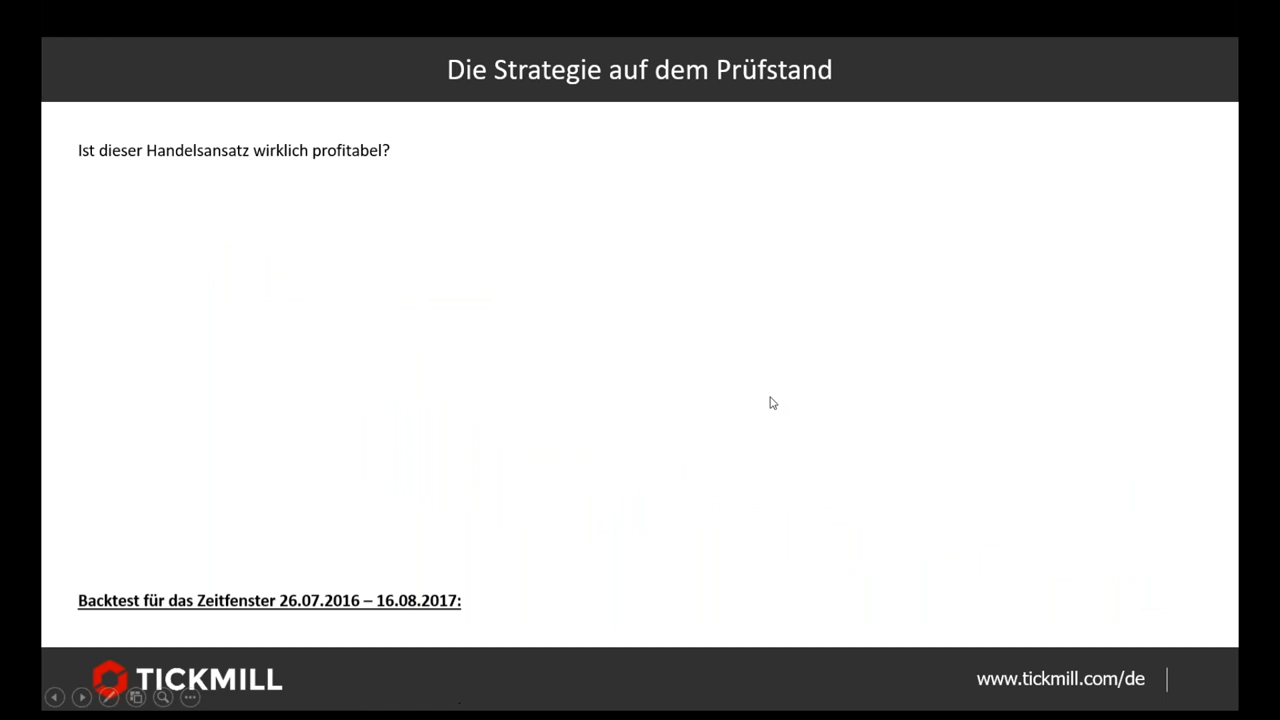 Die Strategie auf dem Prüfstand
Ist dieser Handelsansatz wirklich profitabel?
Backtest für das Zeitfenster 26.07.2016 – 16.08.2017:
TICKMILL
www.tickmill.com/de